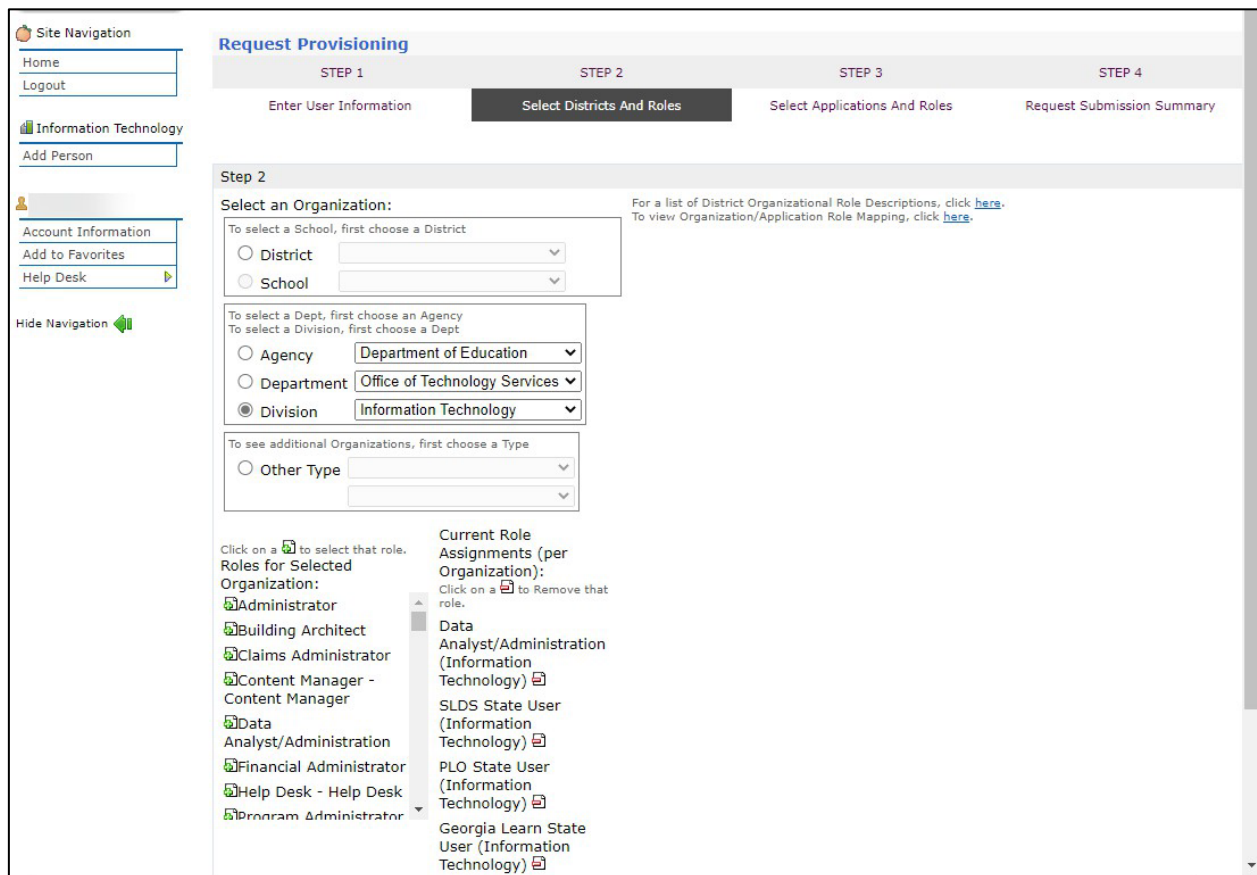 Site Navigation
Home
Logout
Information Technology
Add Person
Account Information
Add to Favorites
Help Desk
Hide Navigation
Request Provisioning
STEP 1
STEP 2
STEP 3
STEP 4
Enter User Information
Select Districts And Roles
Select Applications And Roles
Request Submission Summary
Step 2
Select an Organization:
To select a School, first choose a District
District
School
For a list of District Organizational Role Descriptions, click here.
To view Organization/Application Role Mapping, click here.
To select a Dept, first choose an Agency
To select a Division, first choose a Dept
Agency Department of Education
Department Office of Technology Services
Division Information Technology
To see additional Organizations, first choose a Type
Other Type
Click on a to select that role.
Roles for Selected
Organization:
Administrator
Building Architect
Claims Administrator
Content Manager -
Content Manager
Data
Analyst/Administration
Financial Administrator
Help Desk - Help Desk
Program Administrator
Current Role
Assignments (per
Organization):
Click on a to Remove that
role.
Data
Analyst/Administration
(Information
Technology)
SLDS State User
(Information
Technology)
PLO State User
(Information
Technology)
Georgia Learn State
User (Information
Technology)